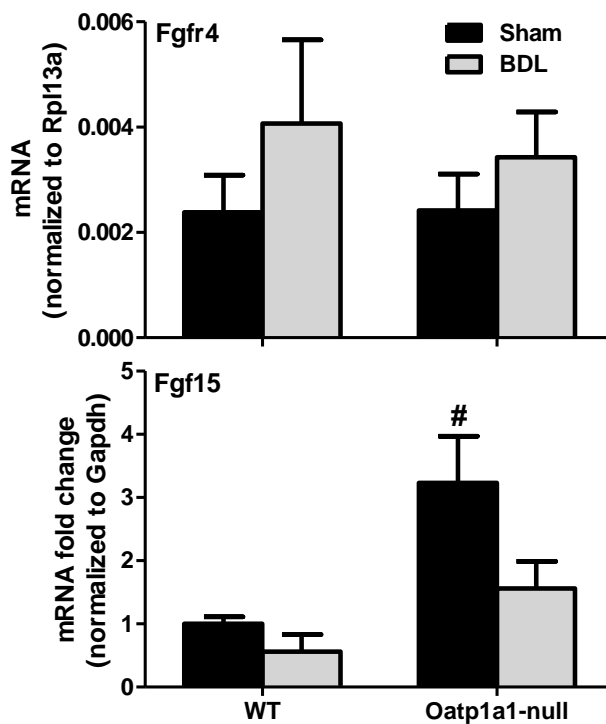 Fgfr4
Sham
BDL
mRNA
(normalized to Rpl13a)
0.006
0.004
0.002
0.000
Fgf15
mRNA fold change
(normalized to Gapdh)
5
4
3
2
1
0
#
WT
Oatp1a1-null